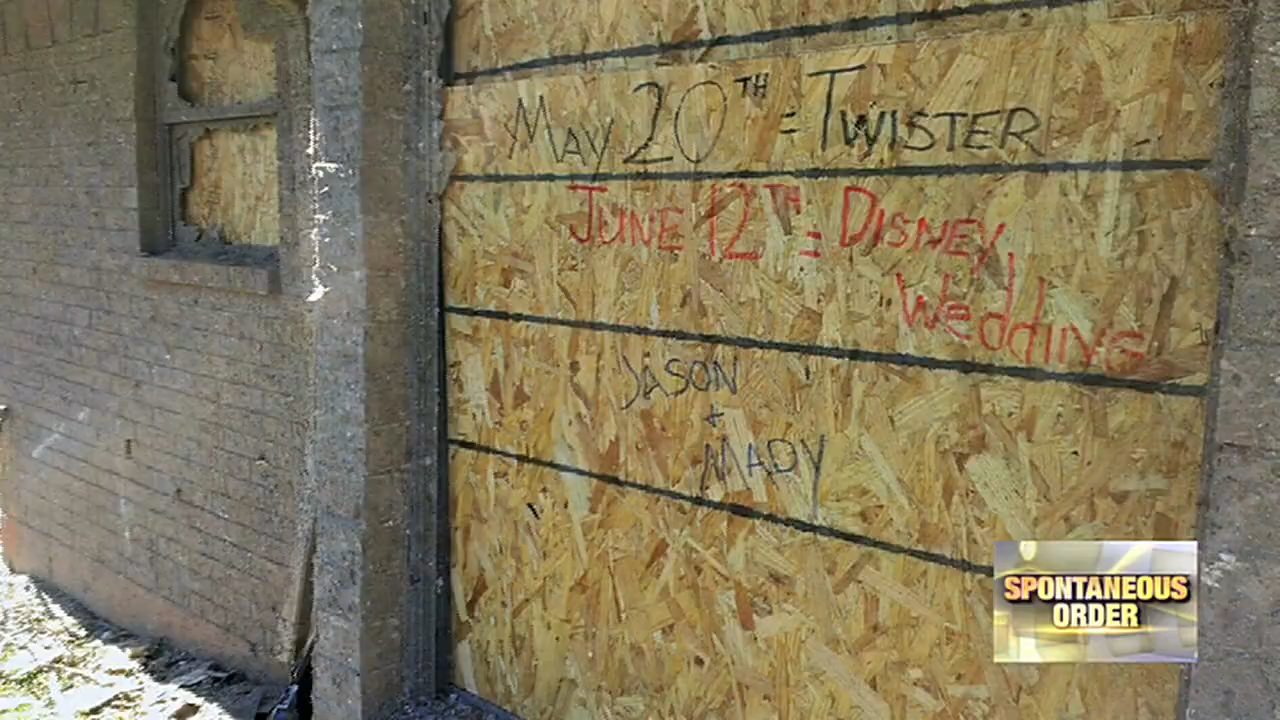 MAY 20TH = TWISTER
JUNE 12TH = DISNEY
Wedding
JASON
+
MADY
SPONTANEOUS
ORDER